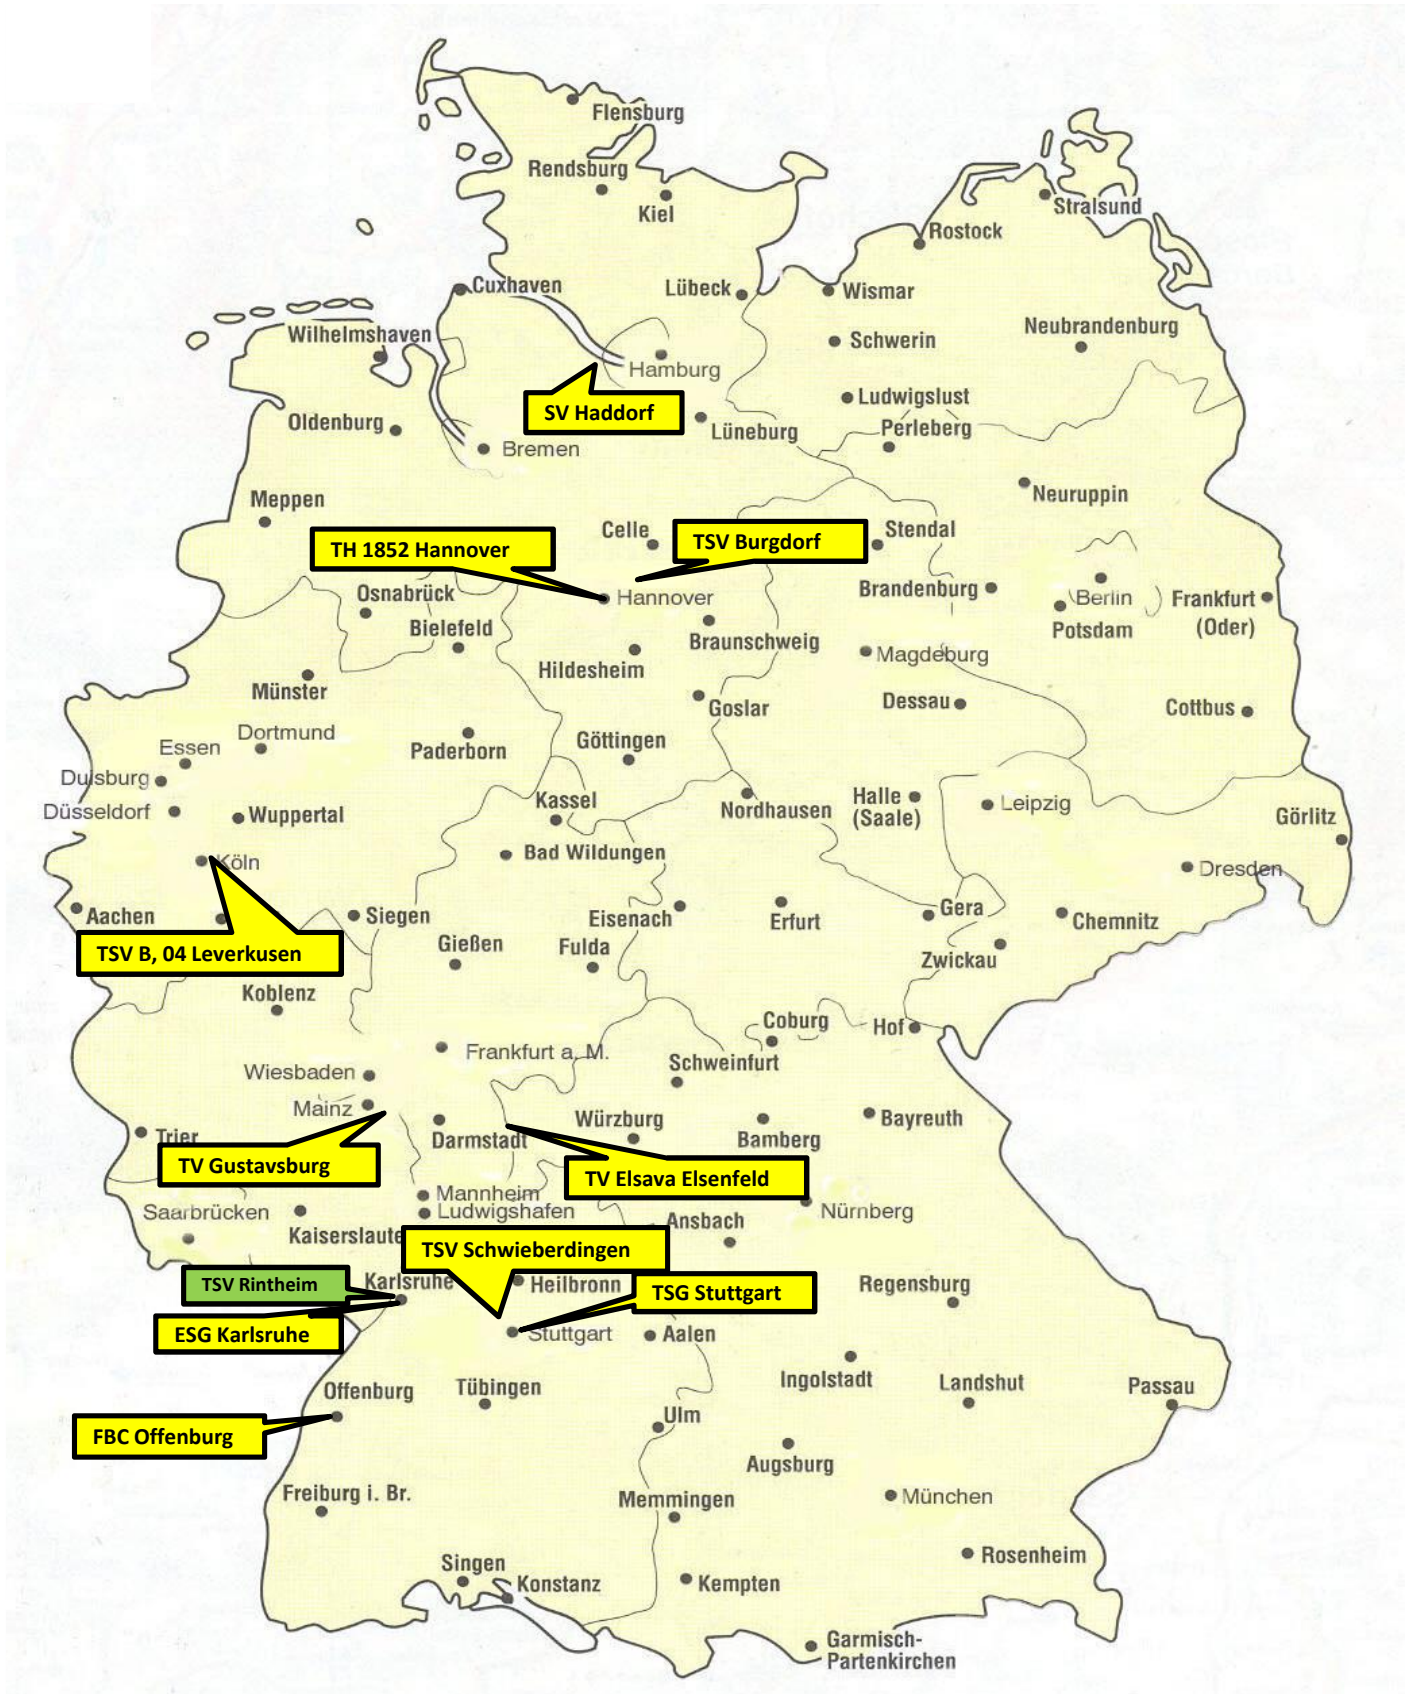 Flensburg
Rendsburg
Kiel
Stralsund
Rostock
Cuxhaven
Lübeck
Wismar
Wilhelmshaven
Schwerin
Neubrandenburg
Hamburg
SV Haddorf
Ludwigslust
Oldenburg
Lüneburg
Perleberg
Bremen
Meppen
Neuruppin
TH 1852 Hannover
Celle
TSV Burgdorf
Stendal
Osnabrück
Hannover
Brandenburg
Berlin
Frankfurt
(Oder)
Bielefeld
Braunschweig
Potsdam
Hildesheim
Magdeburg
Münster
Goslar
Dessau
Cottbus
Dortmund
Essen
Paderborn
Göttingen
Duisburg
Düsseldorf
Wuppertal
Kassel
Nordhausen
Halle
(Saale)
Leipzig
Görlitz
Köln
Bad Wildungen
Dresden
Aachen
Siegen
Eisenach
Erfurt
Gera
Chemnitz
TSV B, 04 Leverkusen
Gießen
Fulda
Zwickau
Koblenz
Coburg
Hof
Frankfurt a. M.
Schweinfurt
Wiesbaden
Mainz
Trier
Darmstadt
Würzburg
Bamberg
Bayreuth
TV Gustavsburg
TV Elsava Elsenfeld
Mannheim
Ludwigshafen
Saarbrücken
Kaiserslaute
Ansbach
Nürnberg
TSV Schwieberdingen
TSV Rintheim
Karlsruhe
Heilbronn
TSG Stuttgart
Regensburg
ESG Karlsruhe
Stuttgart
Aalen
Offenburg
Tübingen
Ingolstadt
Landshut
Passau
FBC Offenburg
Ulm
Augsburg
Freiburg i. Br.
Memmingen
München
Singen
Konstanz
Kempten
Rosenheim
Garmisch-
Partenkirchen